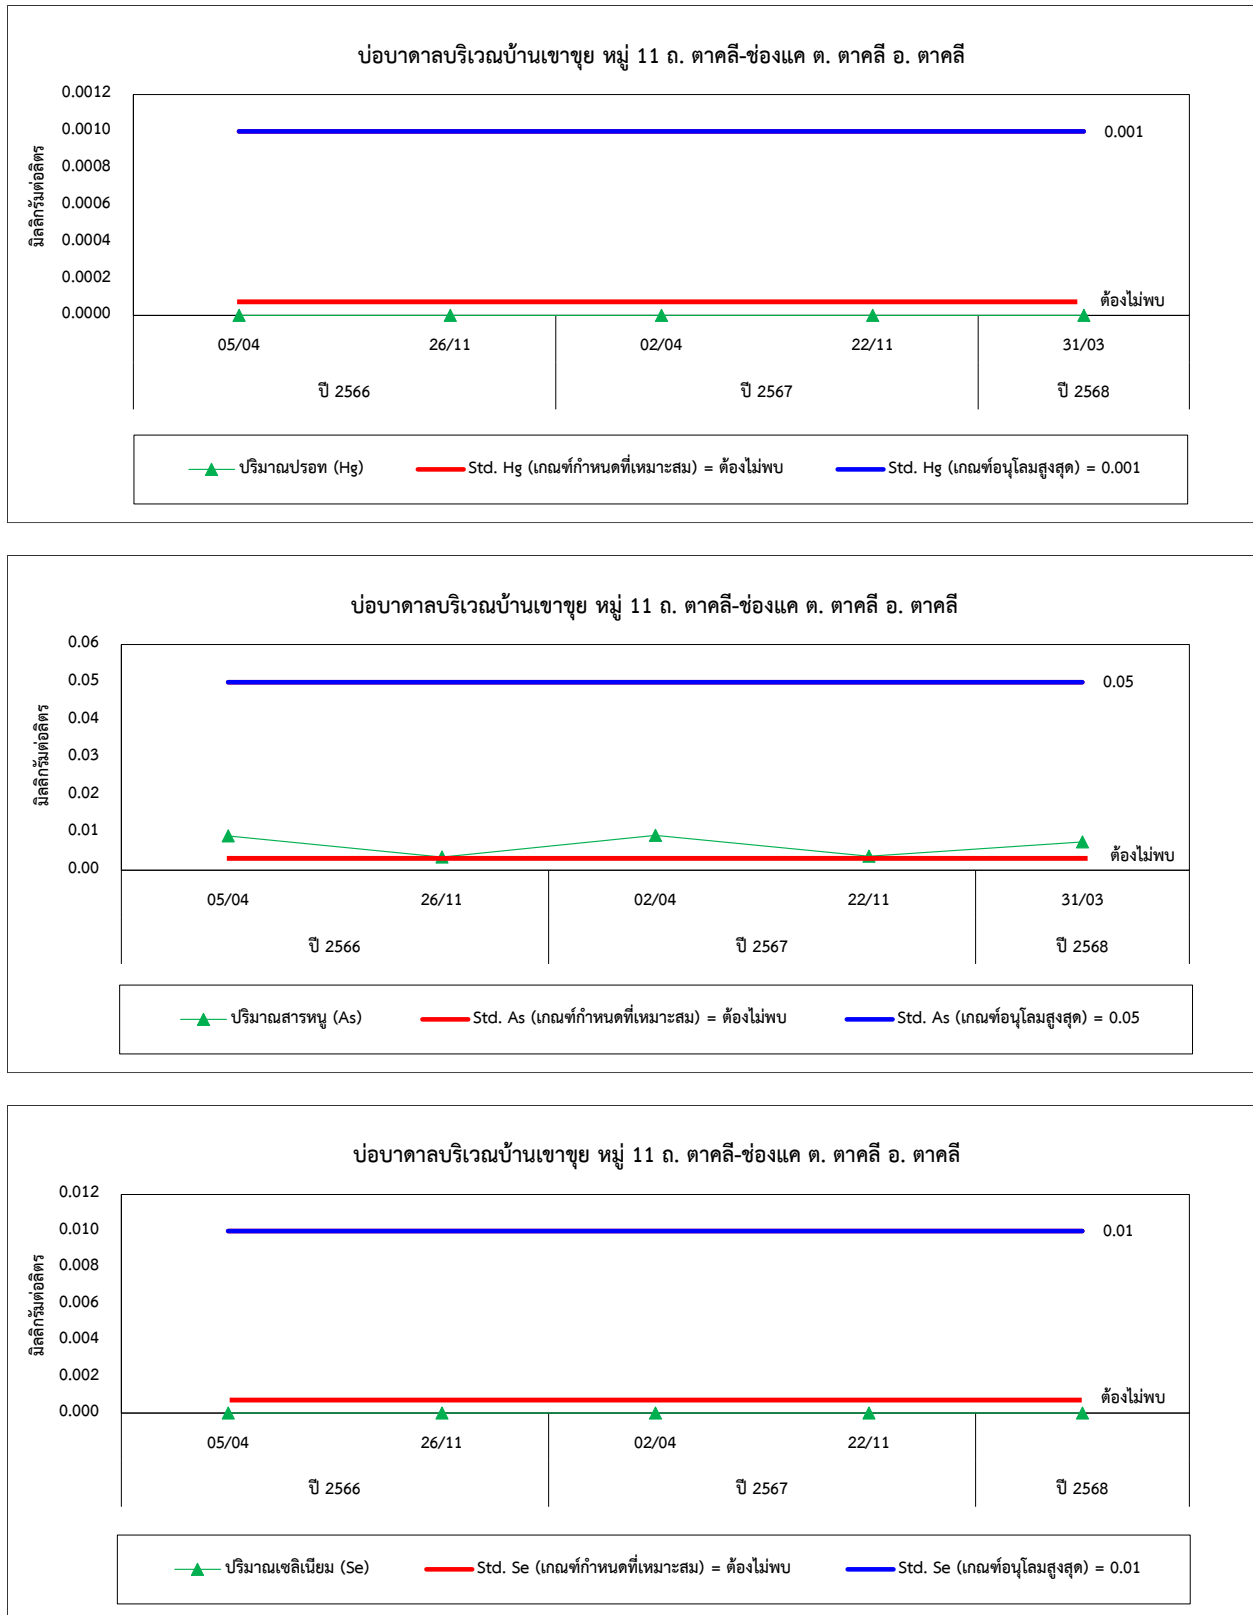 บ่อบาดาลบริเวณบ้านเขาขุย หมู่ 11 ถ. ตาคลี-ช่องแค ต. ตาคลี อ. ตาคลี
มิลลิกรัมต่อลิตร
0.0012
0.0010
0.0008
0.0006
0.0004
0.0002
0.0000
0.001
ต้องไม่พบ
05/04 26/11 02/04 22/11 31/03
ปี 2566 ปี 2567 ปี 2568
ปริมาณปรอท (Hg) Std. Hg (เกณฑ์กำหนดที่เหมาะสม) = ต้องไม่พบ Std. Hg (เกณฑ์อนุโลมสูงสุด) = 0.001
บ่อบาดาลบริเวณบ้านเขาขุย หมู่ 11 ถ. ตาคลี-ช่องแค ต. ตาคลี อ. ตาคลี
มิลลิกรัมต่อลิตร
0.06
0.05
0.04
0.03
0.02
0.01
0.00
0.05
ต้องไม่พบ
05/04 26/11 02/04 22/11 31/03
ปี 2566 ปี 2567 ปี 2568
ปริมาณสารหนู (As) Std. As (เกณฑ์กำหนดที่เหมาะสม) = ต้องไม่พบ Std. As (เกณฑ์อนุโลมสูงสุด) = 0.05
บ่อบาดาลบริเวณบ้านเขาขุย หมู่ 11 ถ. ตาคลี-ช่องแค ต. ตาคลี อ. ตาคลี
มิลลิกรัมต่อลิตร
0.012
0.010
0.008
0.006
0.004
0.002
0.000
0.01
ต้องไม่พบ
05/04 26/11 02/04 22/11
ปี 2566 ปี 2567 ปี 2568
ปริมาณเซลิเนียม (Se) Std. Se (เกณฑ์กำหนดที่เหมาะสม) = ต้องไม่พบ Std. Se (เกณฑ์อนุโลมสูงสุด) = 0.01